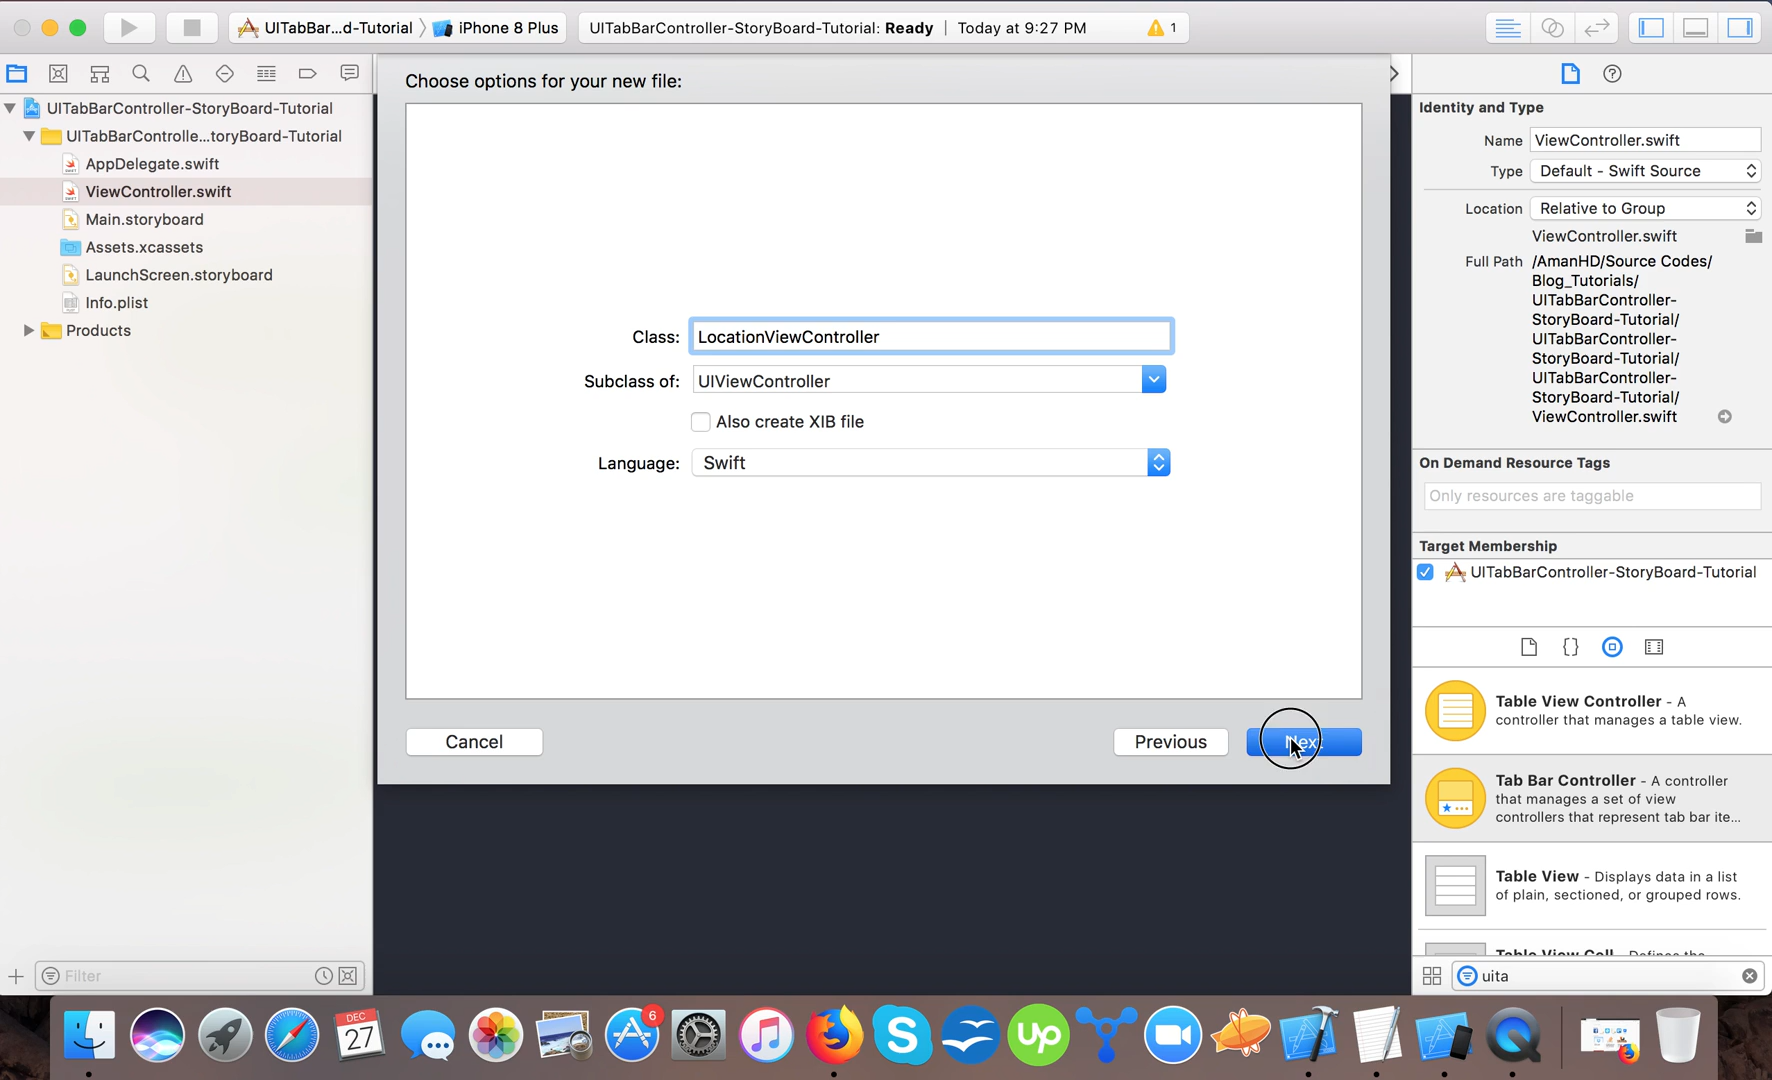 UITabBar...d-Tutorial
iPhone 8 Plus
UITabBarController-StoryBoard-Tutorial: Ready
Today at 9:27 PM
1
UITabBarController-StoryBoard-Tutorial
UITabBarControlle...toryBoard-Tutorial
AppDelegate.swift
ViewController.swift
Main.storyboard
Assets.xcassets
LaunchScreen.storyboard
Info.plist
Products
Filter
Choose options for your new file:
Class: LocationViewController
Subclass of: UIViewController
Also create XIB file
Language: Swift
Cancel
Previous
Next
Identity and Type
Name ViewController.swift
Type Default - Swift Source
Location Relative to Group
ViewController.swift
Full Path /AmanHD/Source Codes/
Blog_Tutorials/
UITabBarController-
StoryBoard-Tutorial/
UITabBarController-
StoryBoard-Tutorial/
UITabBarController-
StoryBoard-Tutorial/
ViewController.swift
On Demand Resource Tags
Only resources are taggable
Target Membership
UITabBarController-StoryBoard-Tutorial
Table View Controller - A
controller that manages a table view.
Tab Bar Controller - A controller
that manages a set of view
controllers that represent tab bar ite...
Table View - Displays data in a list
of plain, sectioned, or grouped rows.
Table View Cell - Defines the
uita
DEC
27
6
S
up